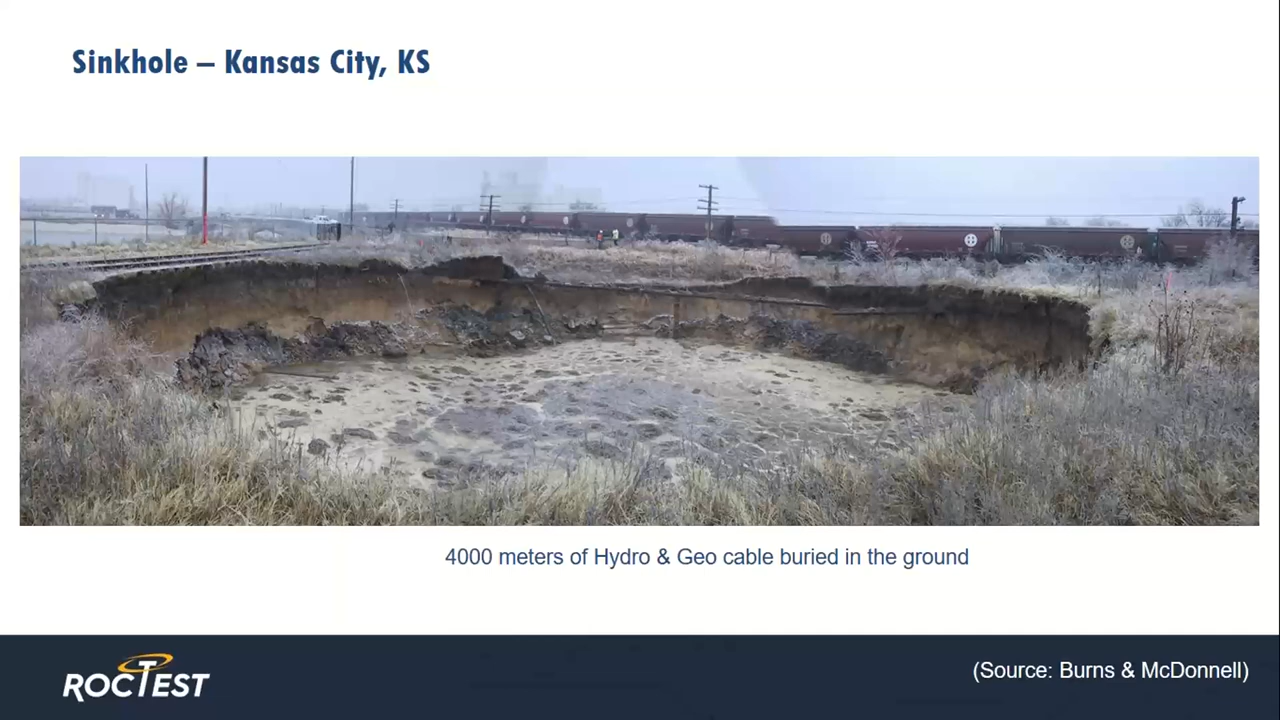 Sinkhole – Kansas City, KS
4000 meters of Hydro & Geo cable buried in the ground
ROCTEST
(Source: Burns & McDonnell)